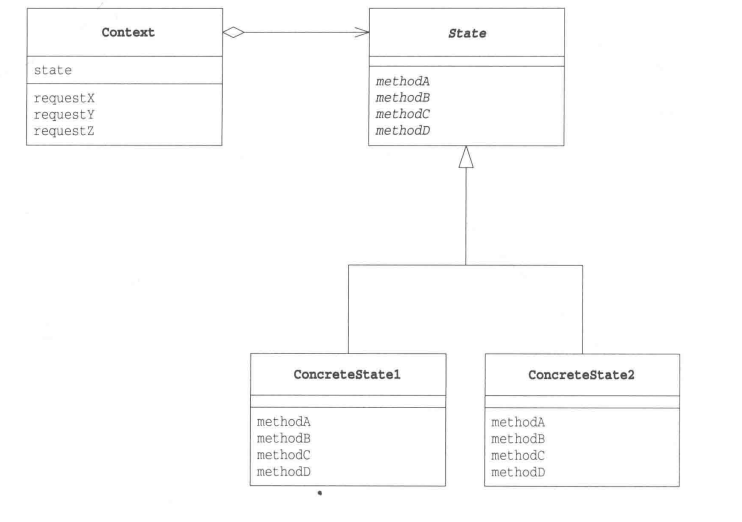 Context
state
requestX
requestY
requestZ
State
methodA
methodB
methodC
methodD
ConcreteState1
methodA
methodB
methodC
methodD
ConcreteState2
methodA
methodB
methodC
methodD